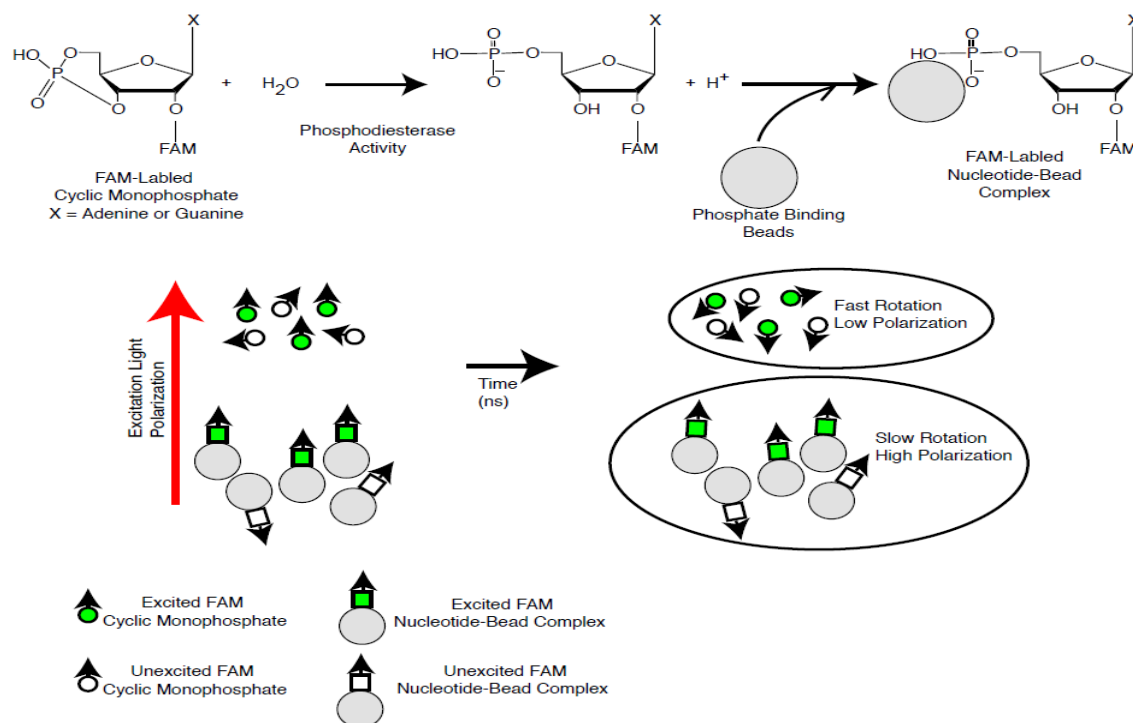 X
HO
O
O
P
O
O
O
FAM
+
H2O
Phosphodiesterase
Activity
FAM-Labled
Cyclic Monophosphate
X = Adenine or Guanine
X
O
HO
P
O
O
O−
OH
O
FAM
+ H+
Phosphate Binding
Beads
X
O
HO
P
O
O
O−
OH
O
FAM
FAM-Labled
Nucleotide-Bead
Complex
Excitation Light
Polarization
Time
(ns)
Fast Rotation
Low Polarization
Slow Rotation
High Polarization
Excited FAM
Cyclic Monophosphate
Excited FAM
Nucleotide-Bead Complex
Unexcited FAM
Cyclic Monophosphate
Unexcited FAM
Nucleotide-Bead Complex